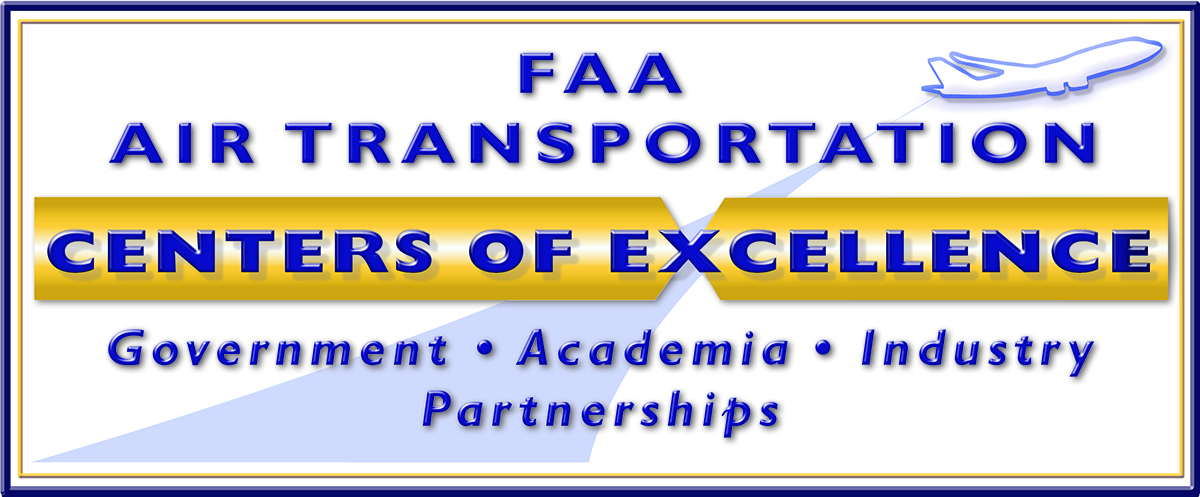 FAA
AIR TRANSPORTATION
CENTERS OF EXCELLENCE
Government • Academia • Industry
Partnerships